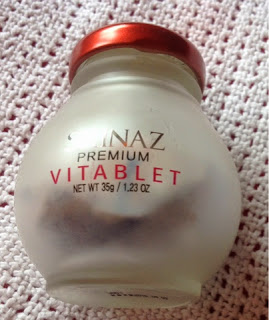 PREMIUM
VITABLET
NET WT 35g / 1,23 OZ